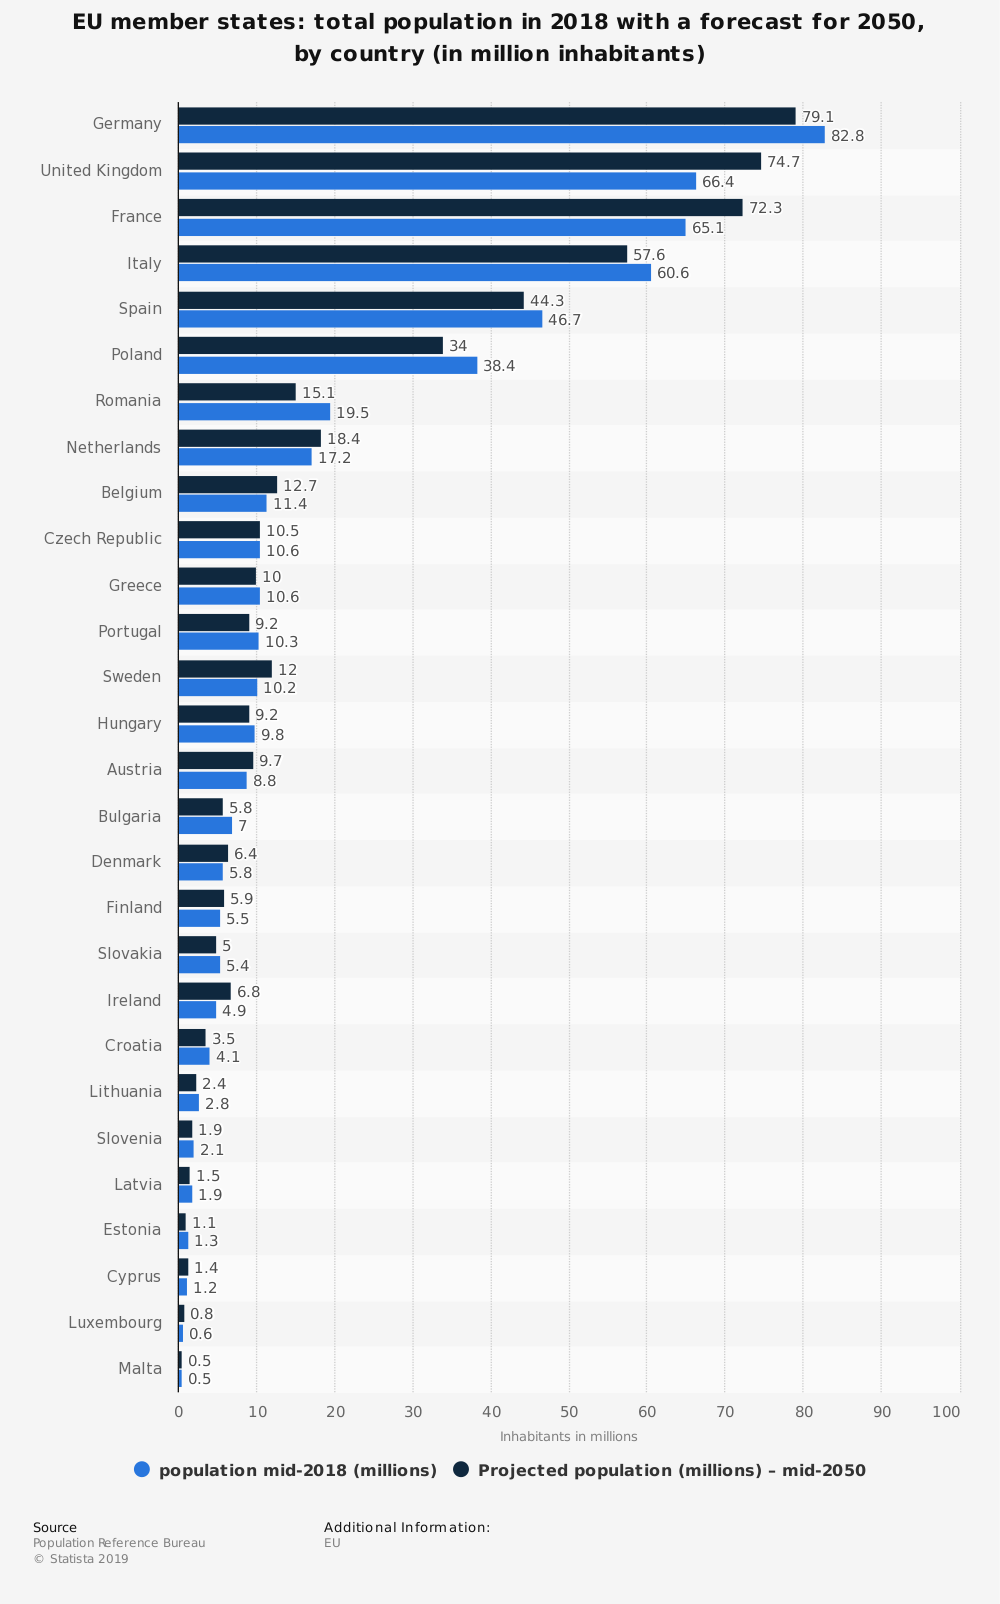 EU member states: total population in 2018 with a forecast for 2050,
by country (in million inhabitants)
Germany
79.1
82.8
United Kingdom
74.7
66.4
France
72.3
65.1
Italy
57.6
60.6
Spain
44.3
46.7
Poland
34
38.4
Romania
15.1
19.5
Netherlands
18.4
17.2
Belgium
12.7
11.4
Czech Republic
10.5
10.6
Greece
10
10.6
Portugal
9.2
10.3
Sweden
12
10.2
Hungary
9.2
9.8
Austria
9.7
8.8
Bulgaria
5.8
7
Denmark
6.4
5.8
Finland
5.9
5.5
Slovakia
5
5.4
Ireland
6.8
4.9
Croatia
3.5
4.1
Lithuania
2.4
2.8
Slovenia
1.9
2.1
Latvia
1.5
1.9
Estonia
1.1
1.3
Cyprus
1.4
1.2
Luxembourg
0.8
0.6
Malta
0.5
0.5
0 10 20 30 40 50 60 70 80 90 100
Inhabitants in millions
population mid-2018 (millions) Projected population (millions) – mid-2050
Source
Population Reference Bureau
© Statista 2019
Additional Information:
EU